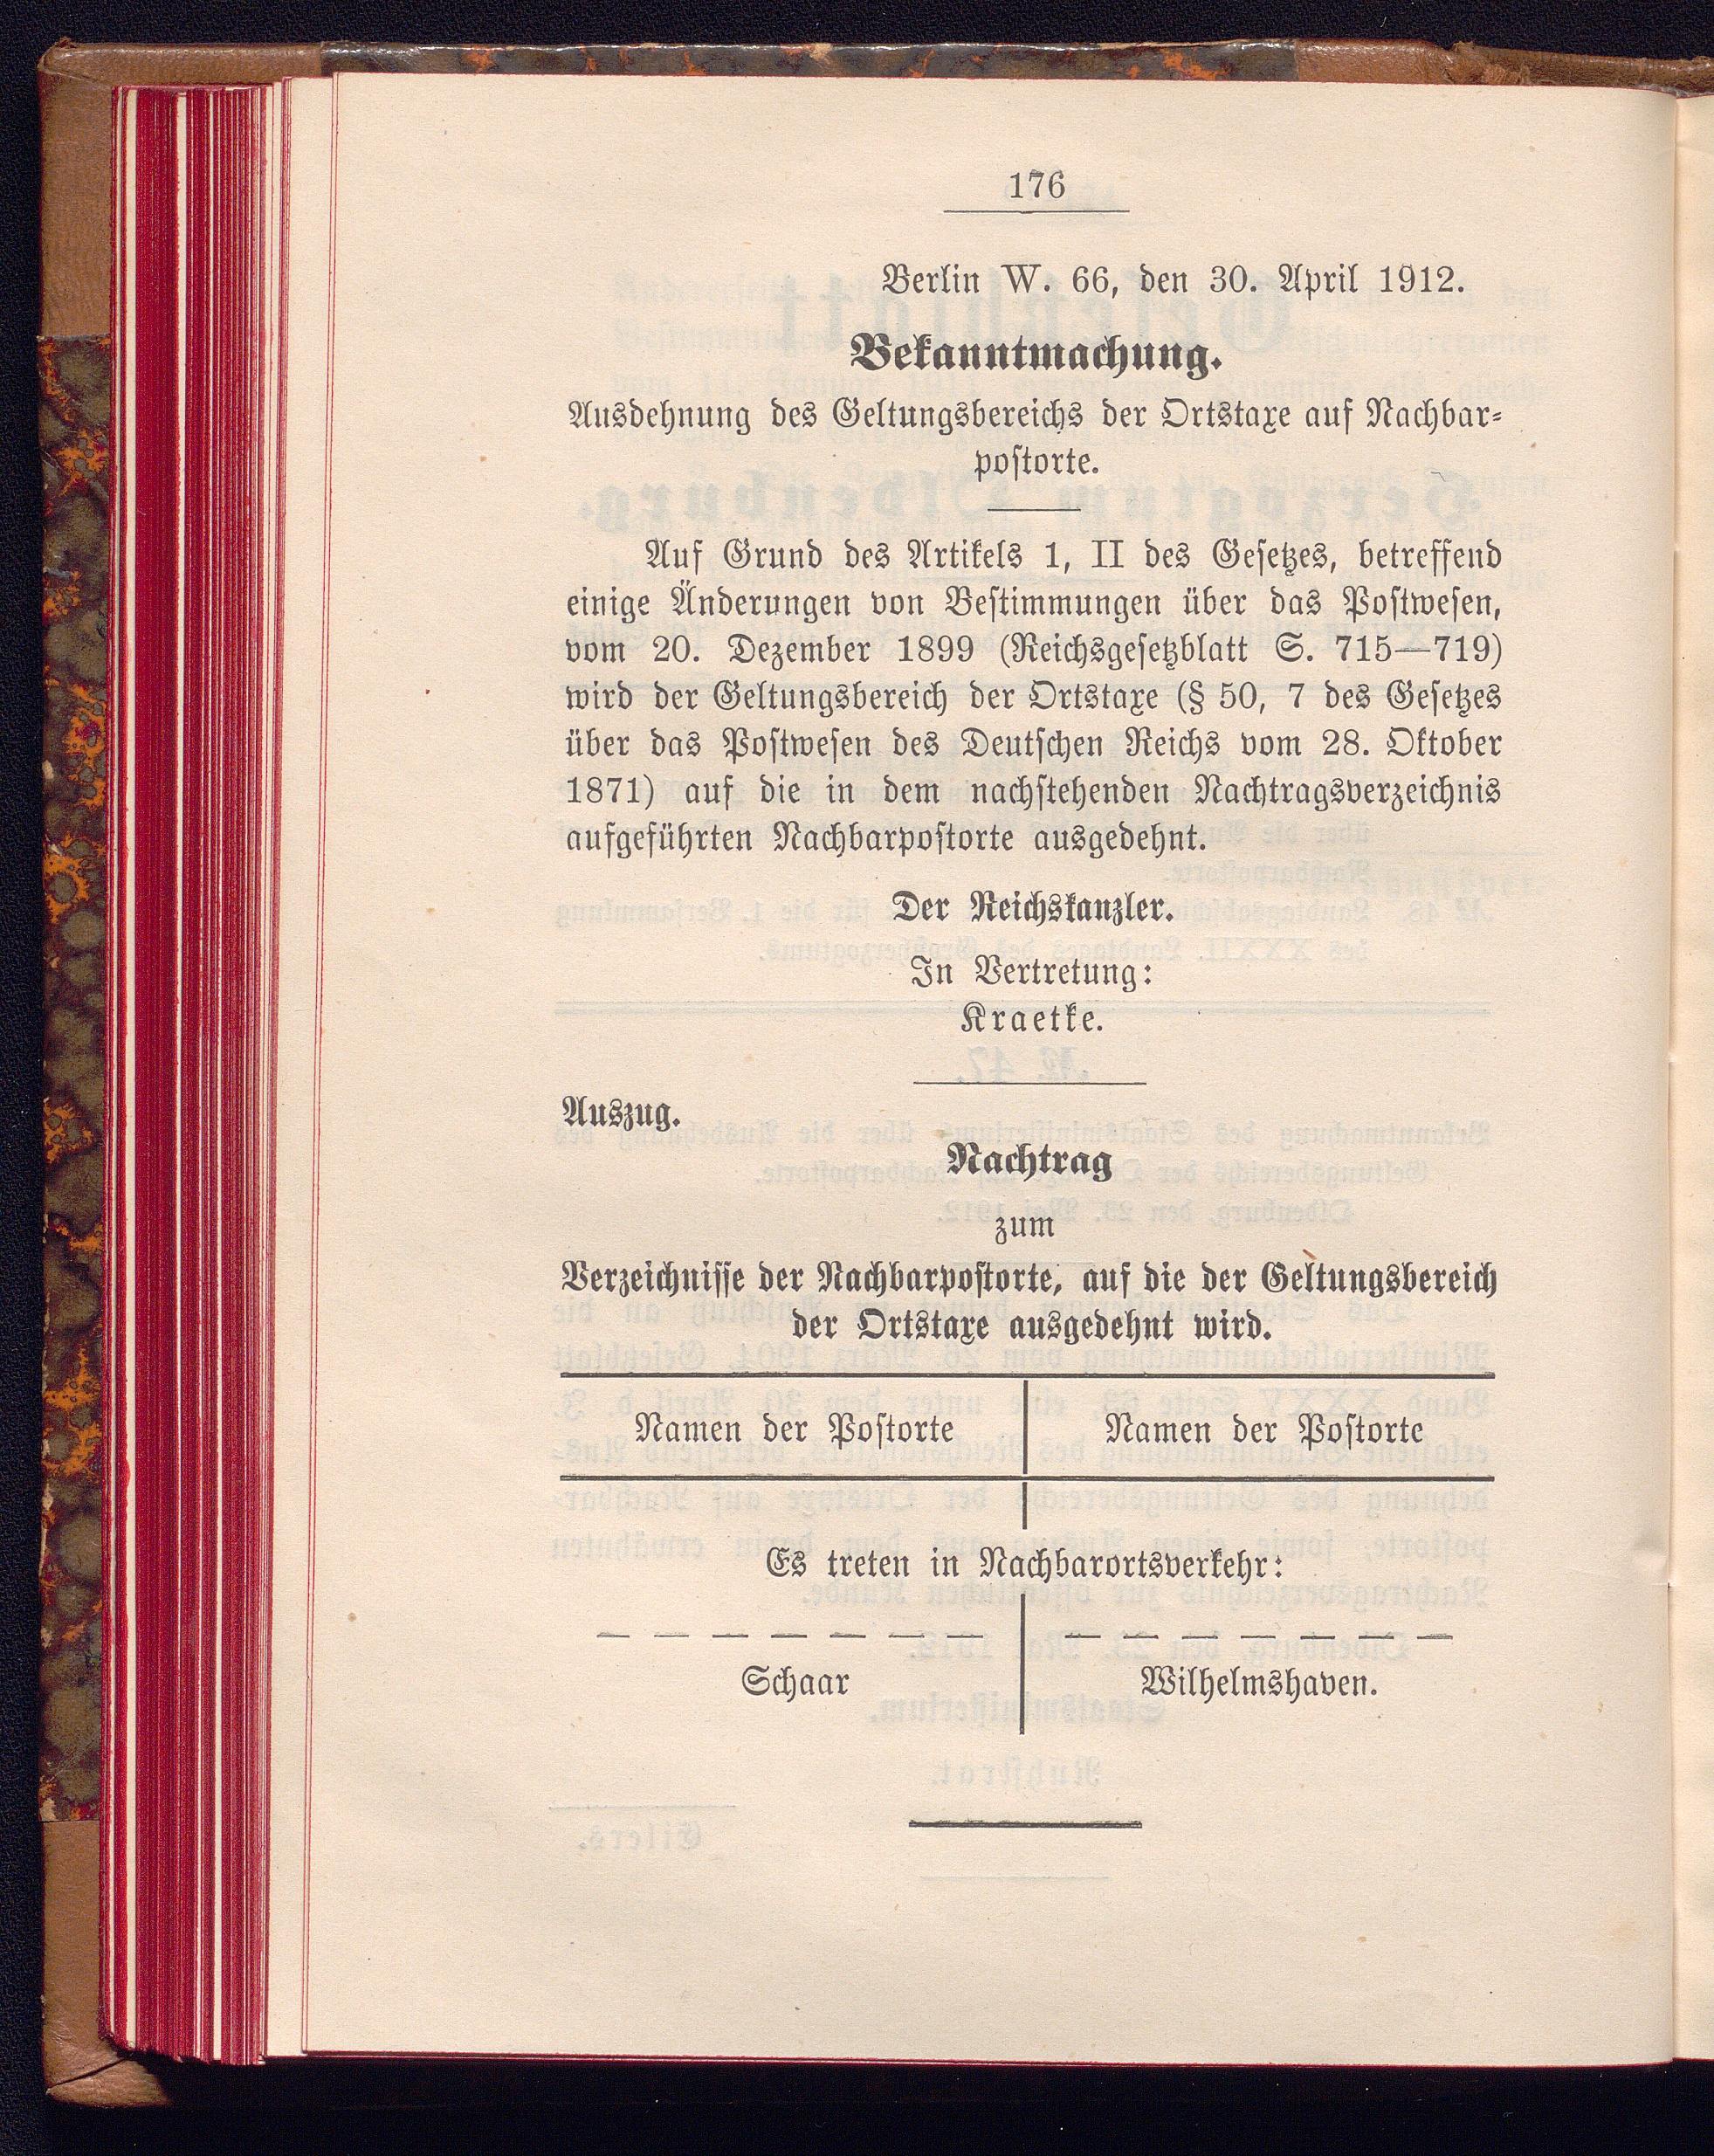 176
Berlin W. 66, den 30. April 1912.
Bekanntmachung.
Ausdehnung des Geltungsbereichs der Ortstaxe auf Nachbar-
postorte.
Auf Grund des Artikels 1, II des Gesetzes, betreffend
einige Änderungen von Bestimmungen über das Postwesen,
vom 20. Dezember 1899 (Reichsgesetzblatt S. 715—719)
wird der Geltungsbereich der Ortstaxe (§ 50, 7 des Gesetzes
über das Postwesen des Deutschen Reichs vom 28. Oktober
1871) auf die in dem nachstehenden Nachtragsverzeichnis
aufgeführten Nachbarpostorte ausgedehnt.
Der Reichskanzler.
In Vertretung:
Kraetke.
Auszug.
Nachtrag
zum
Verzeichnisse der Nachbarpostorte, auf die der Geltungsbereich
der Ortstaxe ausgedehnt wird.
Namen der Postorte Namen der Postorte
Es treten in Nachbarortsverkehr:
— — — — — — — — — — — — — —
Schaar Wilhelmshaven.